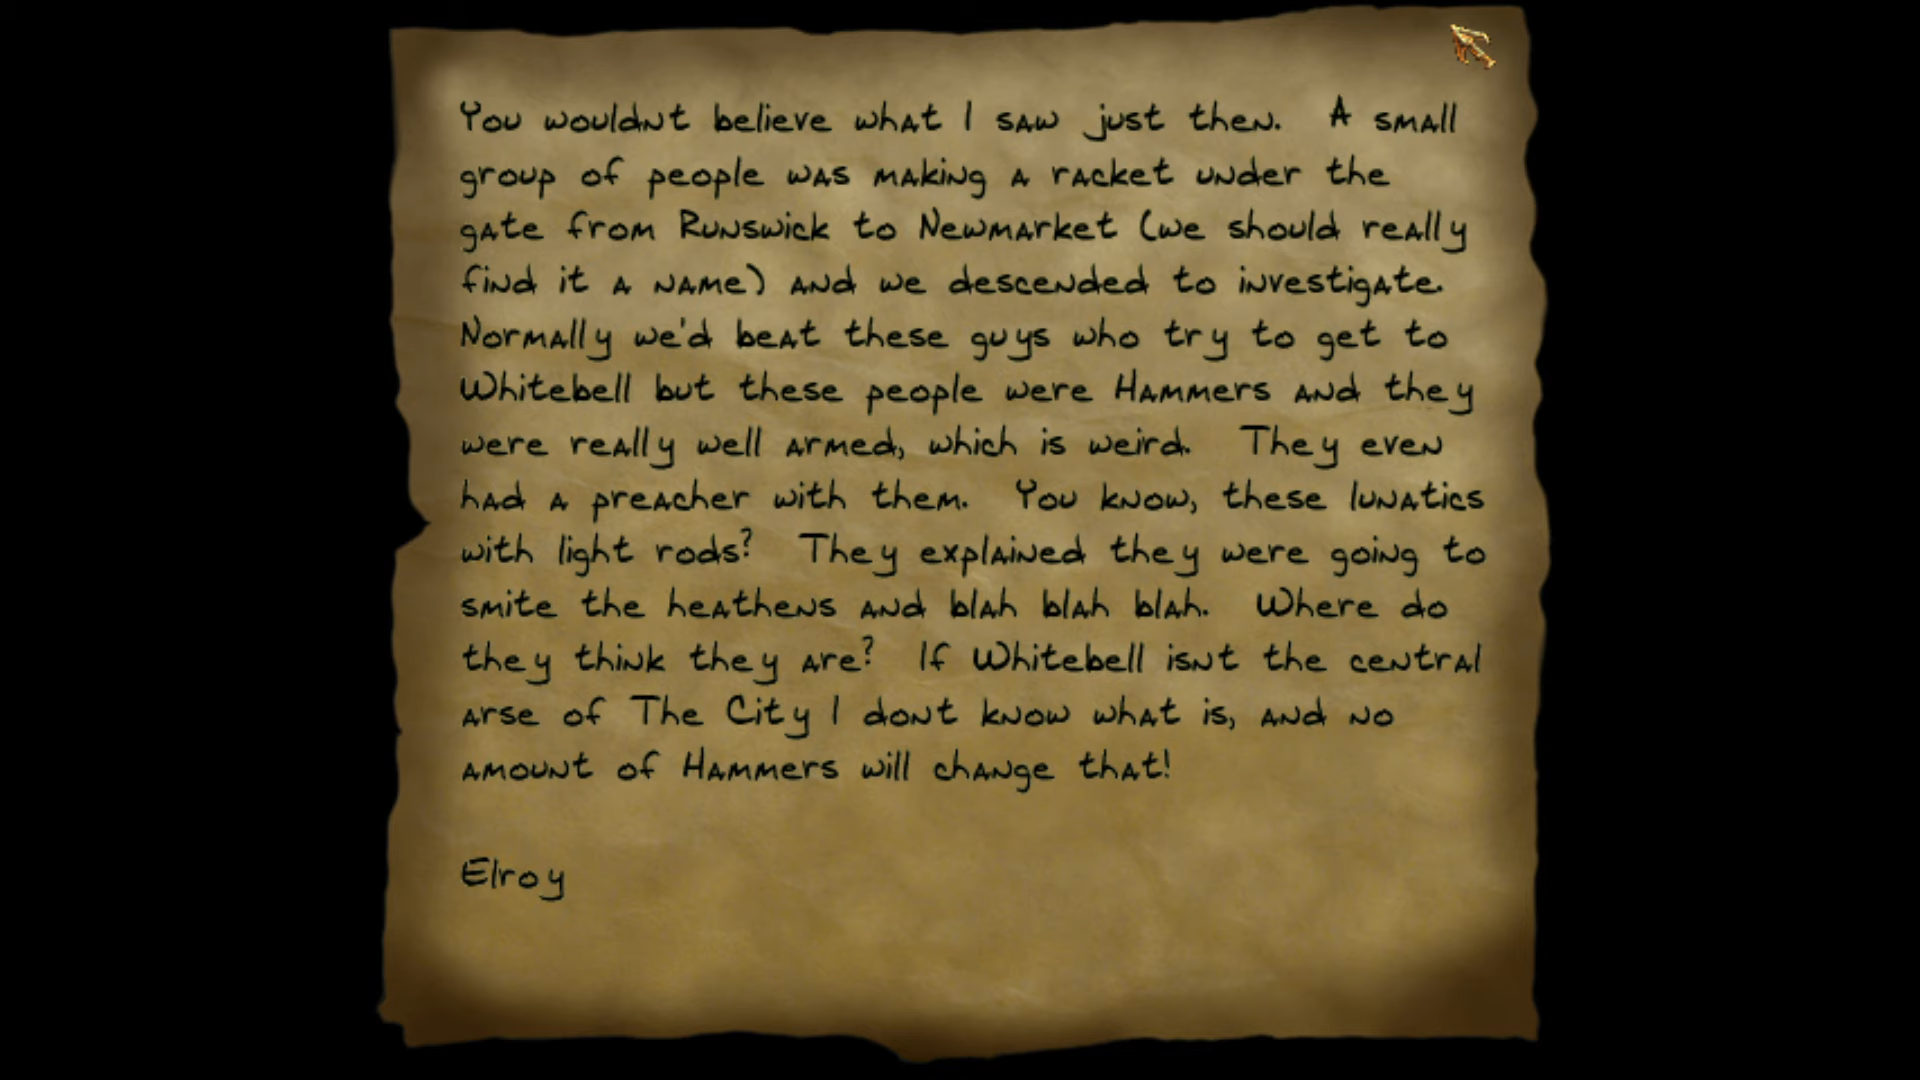 You wouldnt believe what I saw just then. A small
group of people was making a racket under the
gate from Runswick to Newmarket (we should really
find it a name) and we descended to investigate.
Normally we'd beat these guys who try to get to
Whitebell but these people were Hammers and they
were really well armed, which is weird. They even
had a preacher with them. You know, these lunatics
with light rods? They explained they were going to
smite the heathens and blah blah blah. Where do
they think they are? If Whitebell isnt the central
arse of The City I dont know what is, and no
amount of Hammers will change that!
Elroy